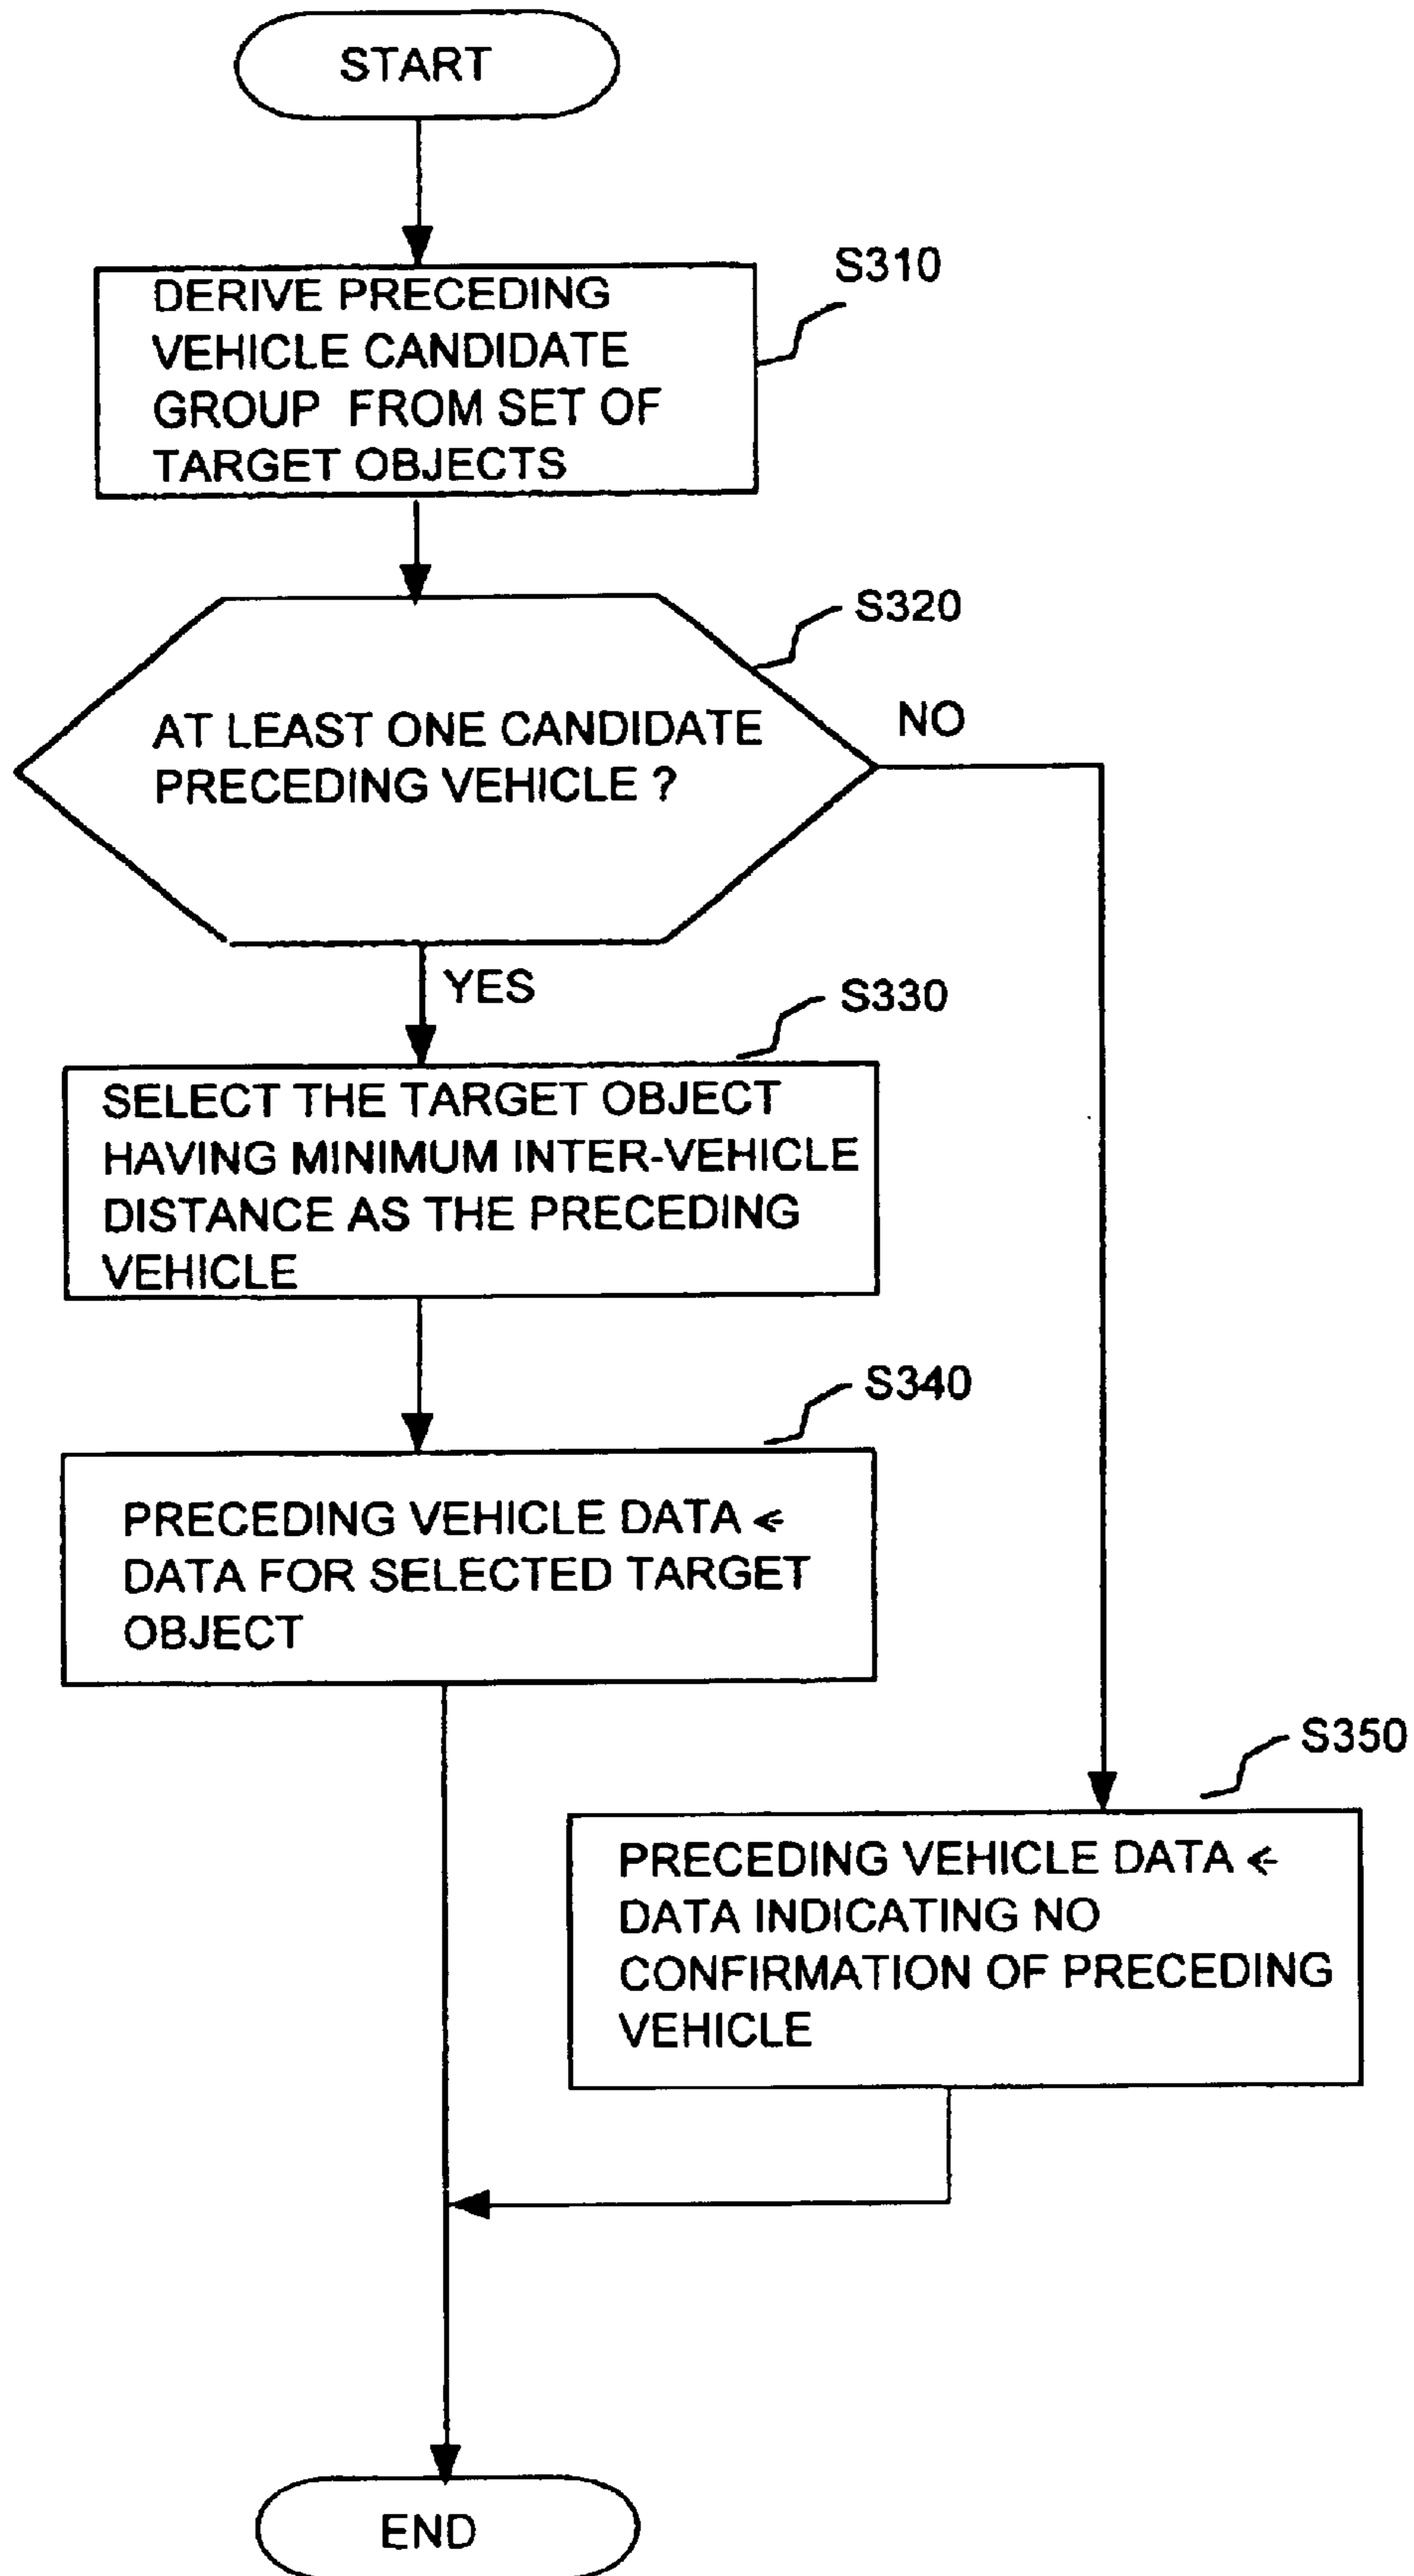 START
S310
DERIVE PRECEDING
VEHICLE CANDIDATE
GROUP FROM SET OF
TARGET OBJECTS
S320
AT LEAST ONE CANDIDATE
PRECEDING VEHICLE ?
NO
YES
S330
SELECT THE TARGET OBJECT
HAVING MINIMUM INTER-VEHICLE
DISTANCE AS THE PRECEDING
VEHICLE
S340
PRECEDING VEHICLE DATA ←
DATA FOR SELECTED TARGET
OBJECT
S350
PRECEDING VEHICLE DATA ←
DATA INDICATING NO
CONFIRMATION OF PRECEDING
VEHICLE
END